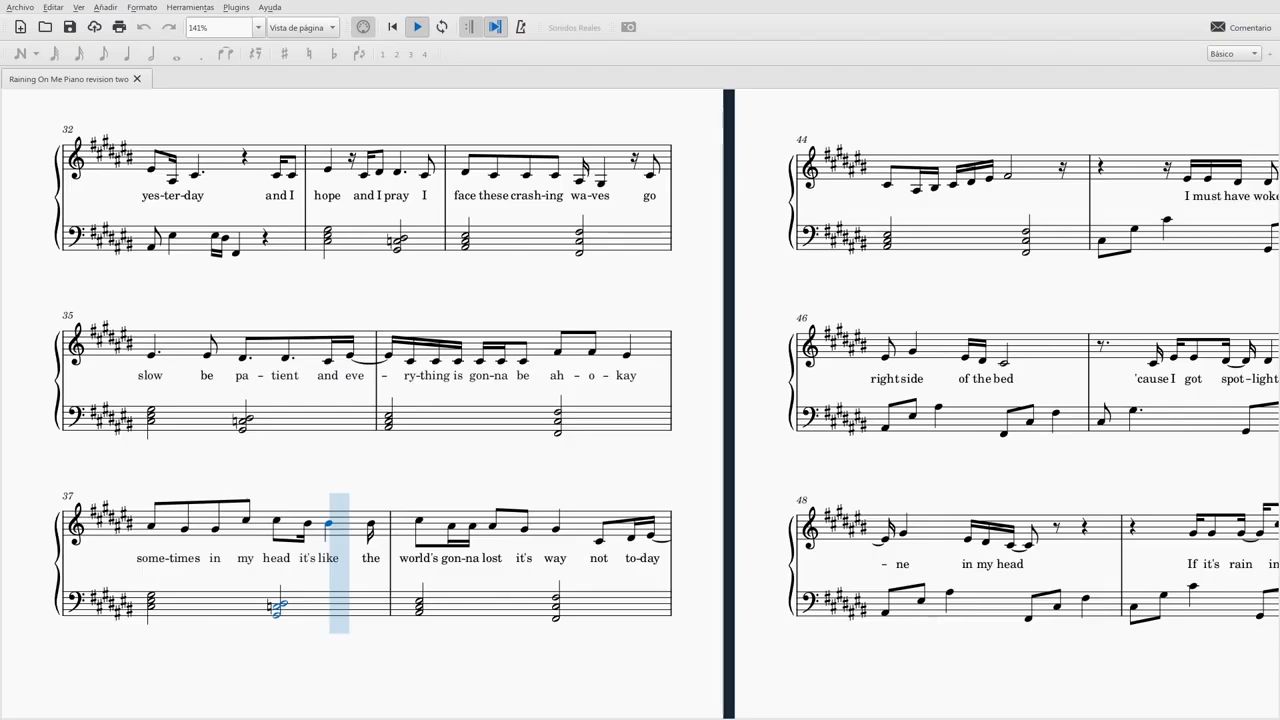 Archivo Editar Ver Añadir Formato Herramientas Plugins Ayuda
141% Vista de página Sonidos Reales Comentario
1 2 3 4 Básico
Raining On Me Piano revision two
32
yes-ter-day and I hope and I pray I face these crash-ing wa-ves go
35
slow be pa - tient and eve - ry-thing is gon-na be ah - o - kay
37
some-times in my head it's like the world's gon-na lost it's way not to-day
44
I must have woke
46
right side of the bed 'cause I got spot-light
48
- ne in my head If it's rain in